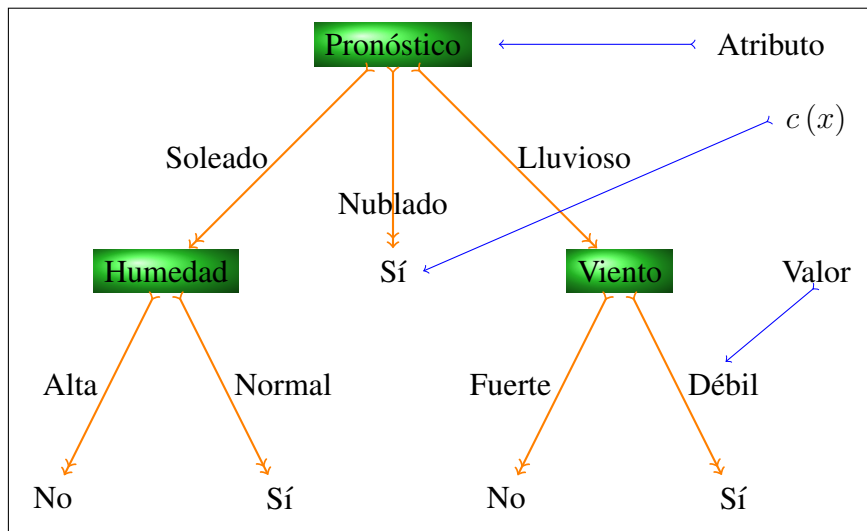 Pronóstico
Atributo
c (x)
Soleado
Lluvioso
Nublado
Humedad
Sí
Viento
Valor
Alta
Normal
Fuerte
Débil
No
Sí
No
Sí